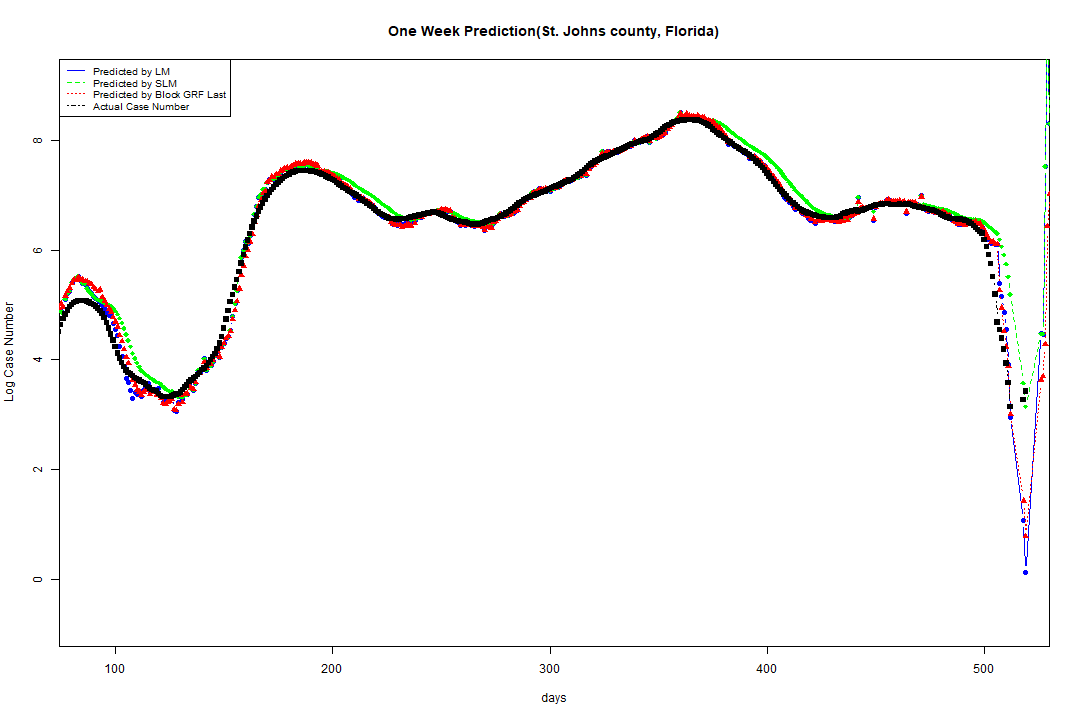 One Week Prediction(St. Johns county, Florida)
Predicted by LM
Predicted by SLM
Predicted by Block GRF Last
Actual Case Number
Log Case Number
8
6
4
2
0
100 200 300 400 500
days